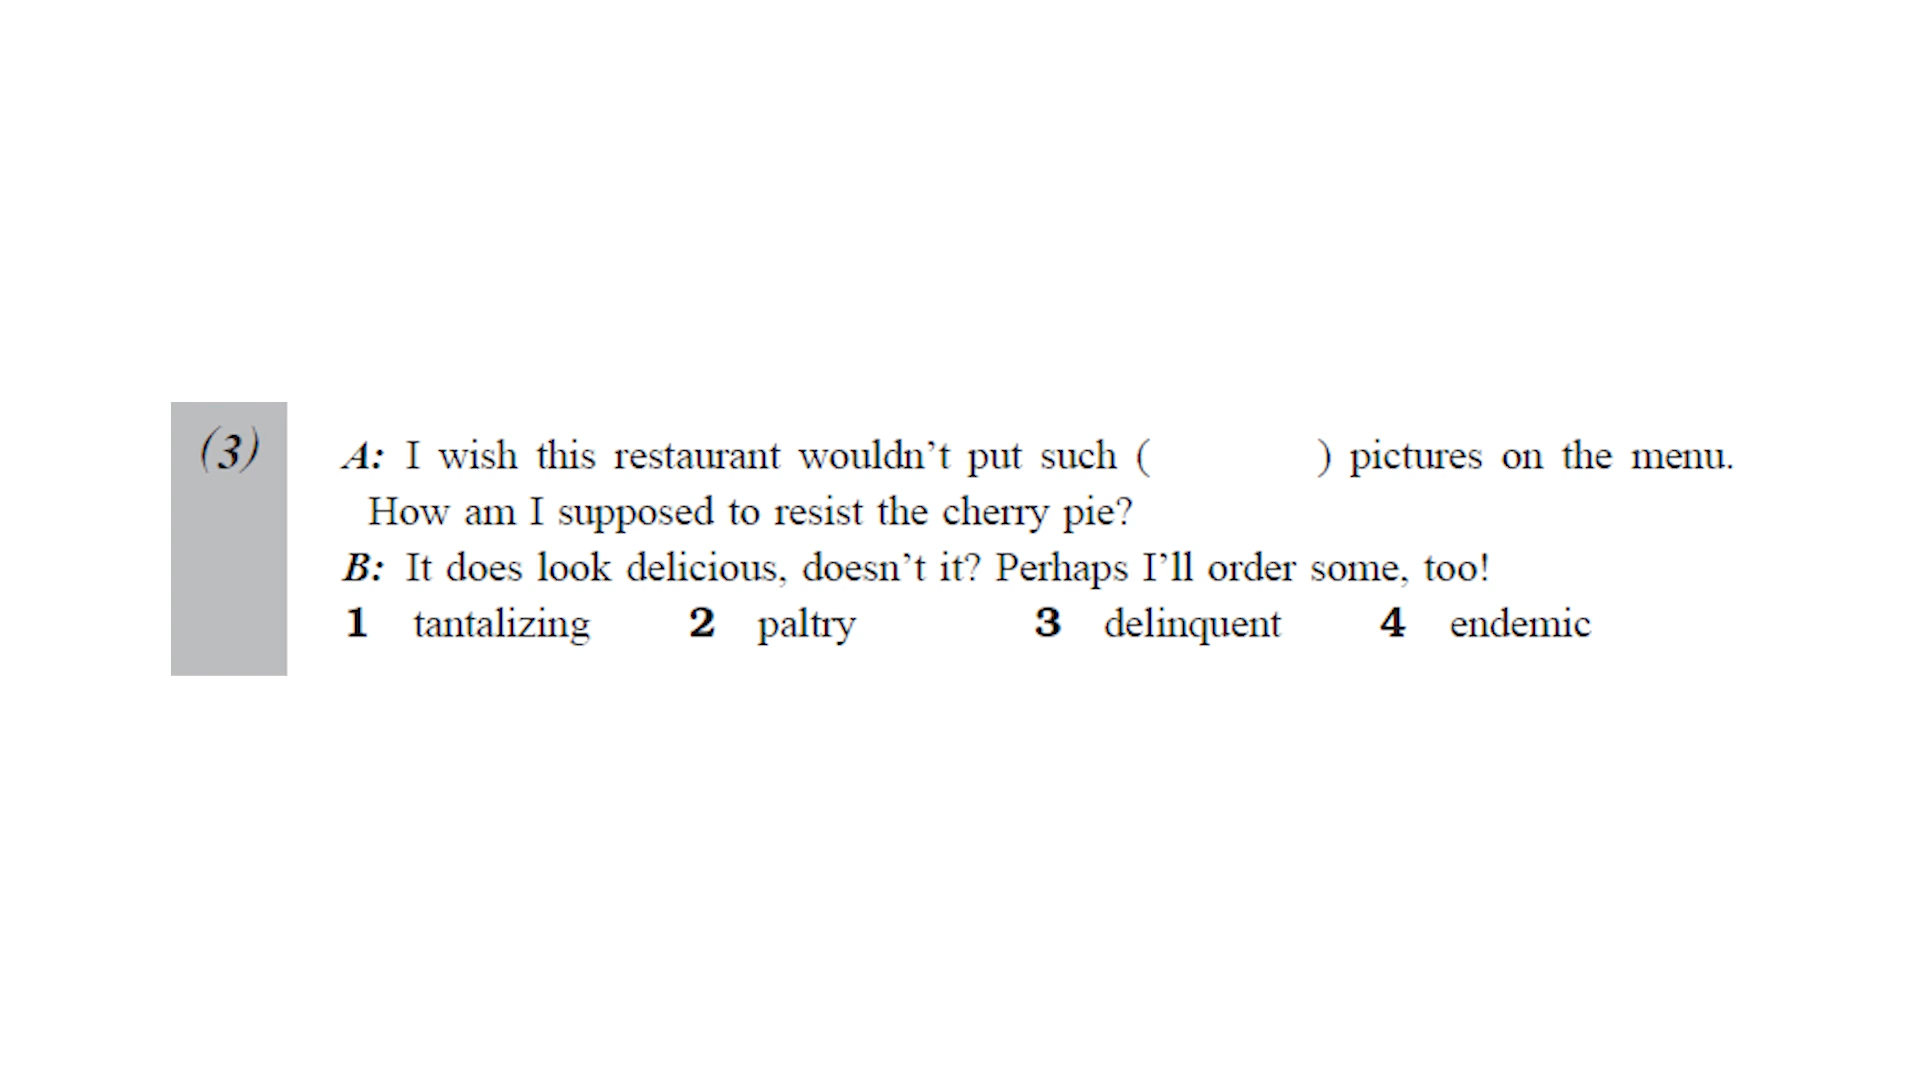 (3) A: I wish this restaurant wouldn't put such (          ) pictures on the menu.
How am I supposed to resist the cherry pie?
B: It does look delicious, doesn't it? Perhaps I'll order some, too!
1 tantalizing 2 paltry 3 delinquent 4 endemic